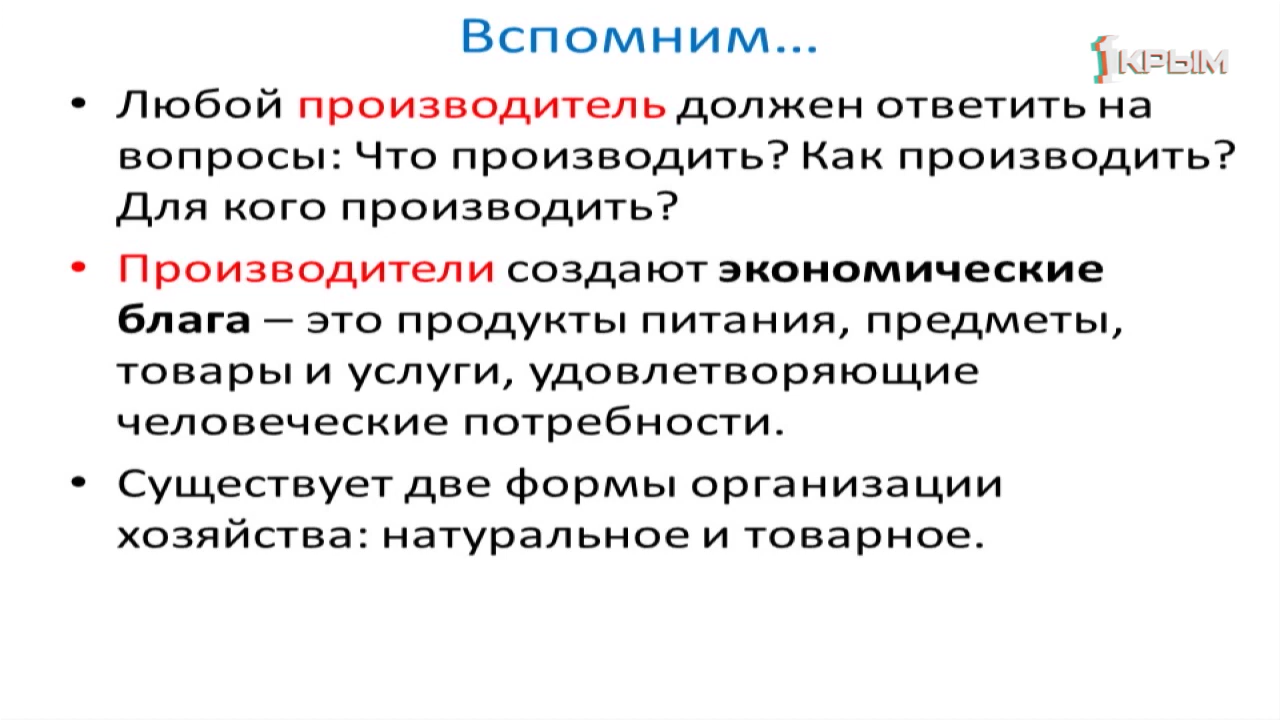 Вспомним...
1КРЫМ
• Любой производитель должен ответить на
вопросы: Что производить? Как производить?
Для кого производить?
• Производители создают экономические
блага – это продукты питания, предметы,
товары и услуги, удовлетворяющие
человеческие потребности.
• Существует две формы организации
хозяйства: натуральное и товарное.